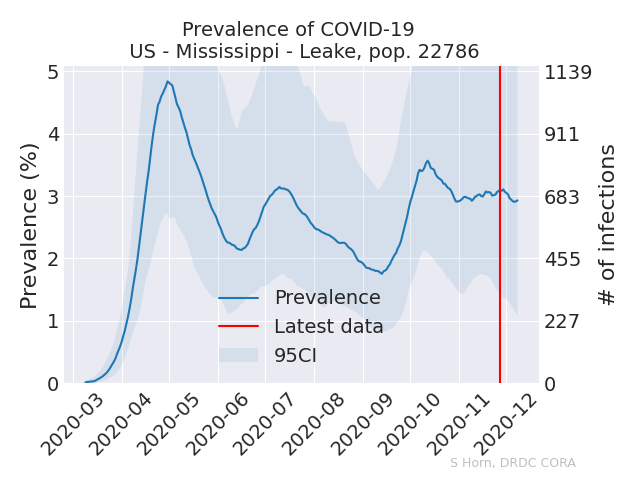 Prevalence of COVID-19
US - Mississippi - Leake, pop. 22786
Prevalence (%)
5
4
3
2
1
0
1139
911
683
455
227
0
# of infections
Prevalence
Latest data
95CI
2020-03
2020-04
2020-05
2020-06
2020-07
2020-08
2020-09
2020-10
2020-11
2020-12
S Horn, DRDC CORA